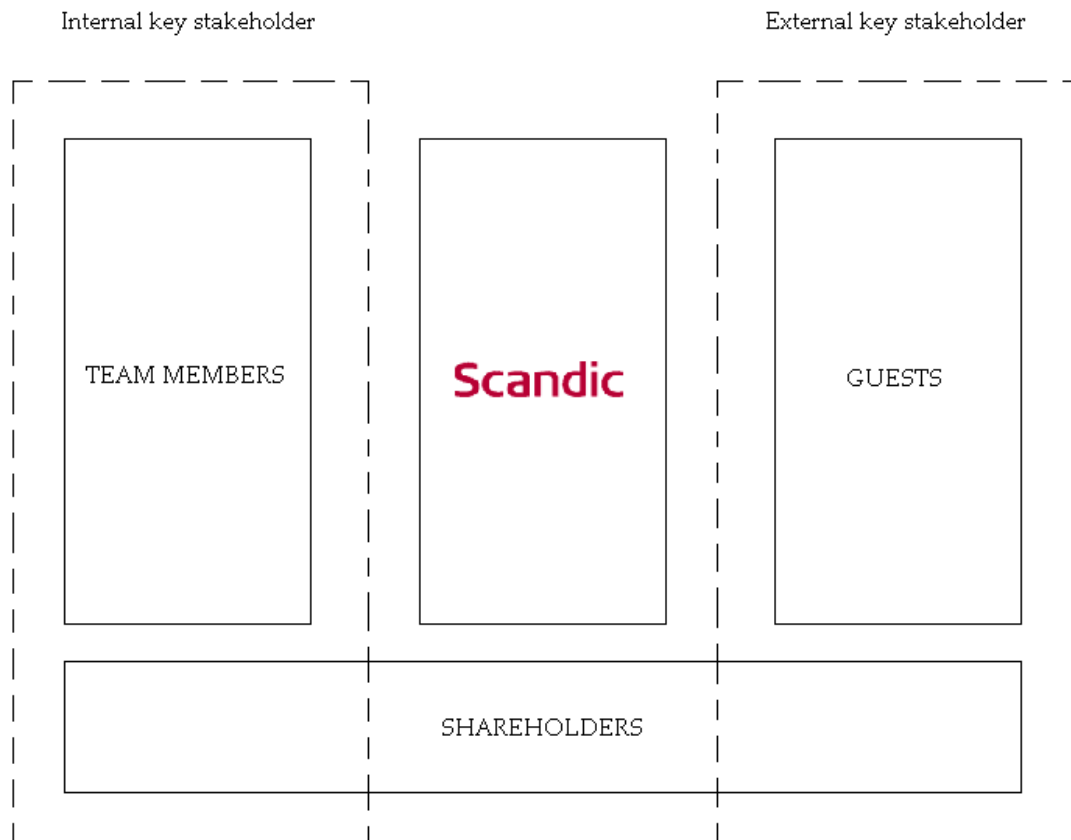 Internal key stakeholder
External key stakeholder
TEAM MEMBERS
Scandic
GUESTS
SHAREHOLDERS